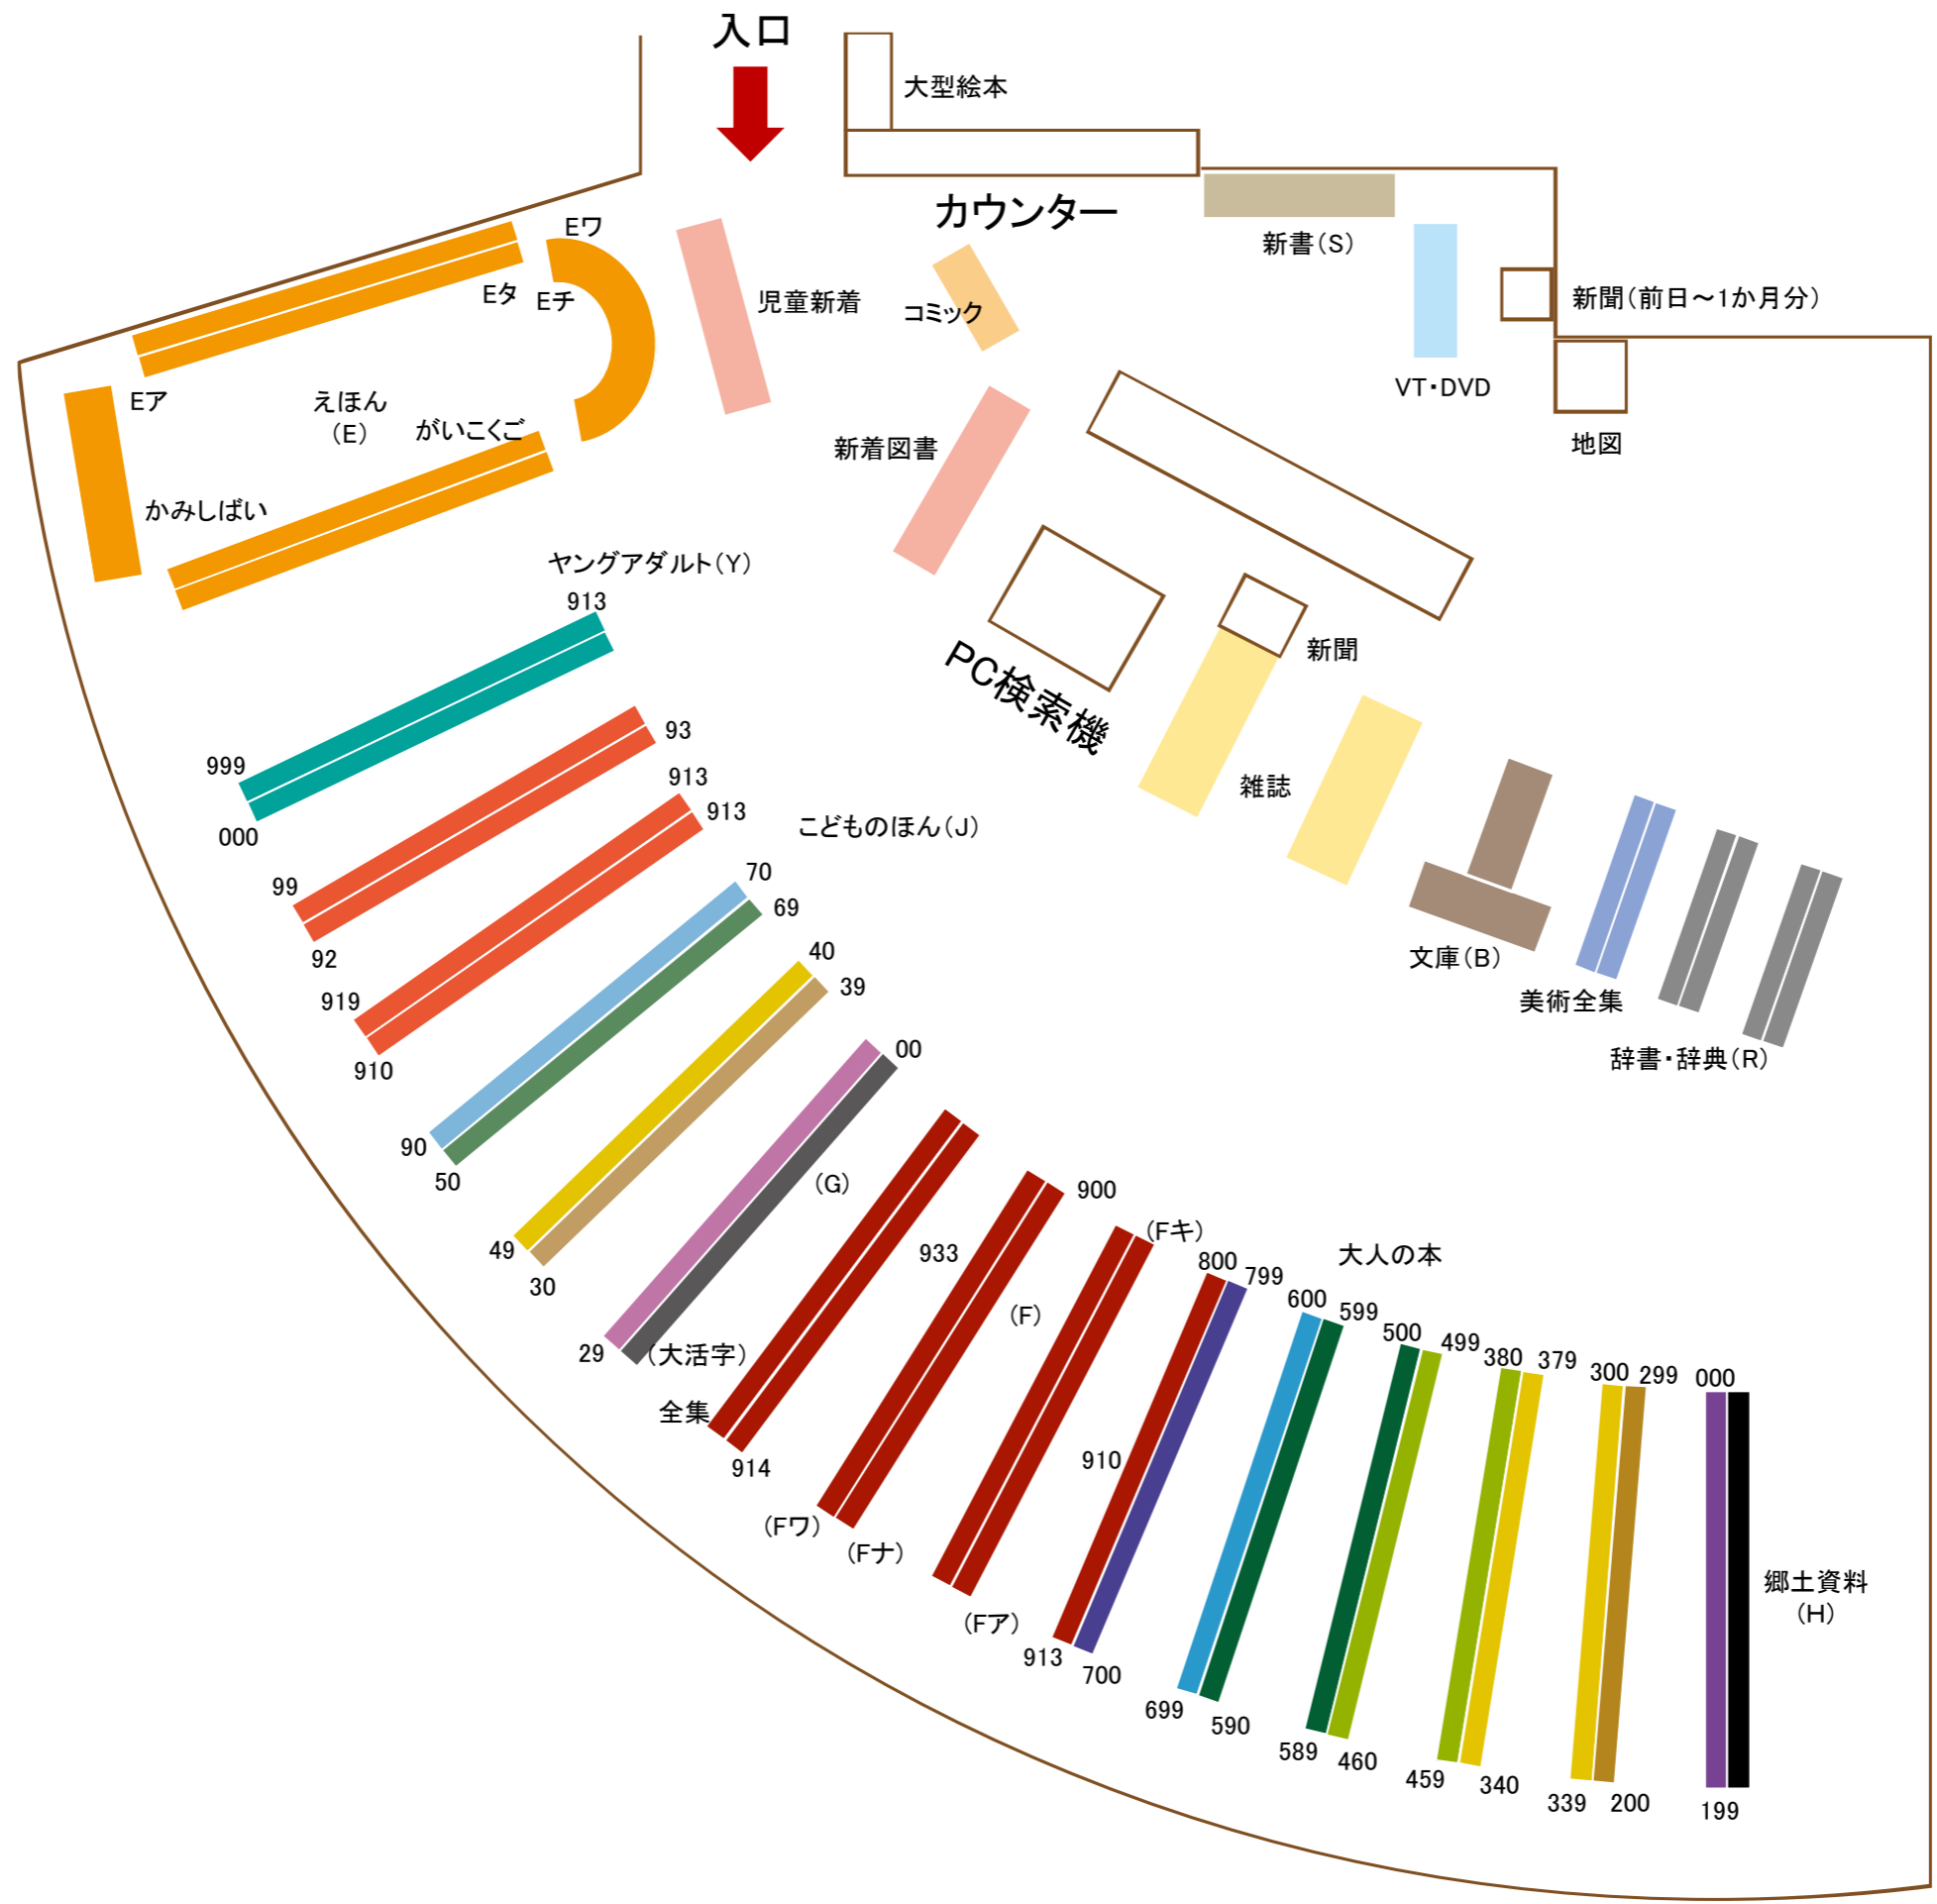 入口
大型絵本
カウンター
新書（S）
新聞（前日～1か月分）
VT・DVD
地図
児童新着
コミック
新着図書
Eワ
Eタ
Eチ
Eア
えほん
（E）
がいこくご
かみしばい
PC検索機
新聞
雑誌
文庫（B）
美術全集
辞書・辞典（R）
ヤングアダルト（Y）
913
999
000
93
99
92
913
913
こどものほん（J）
919
910
70
69
90
50
40
39
49
30
00
29
（G）
（大活字）
全集
933
914
900
（Fワ）
（Fナ）
（F）
（Fキ）
（Fア）
大人の本
800
799
910
913
700
600
599
699
590
500
499
589
460
380
379
459
340
300
299
339
200
000
199
郷土資料
（H）